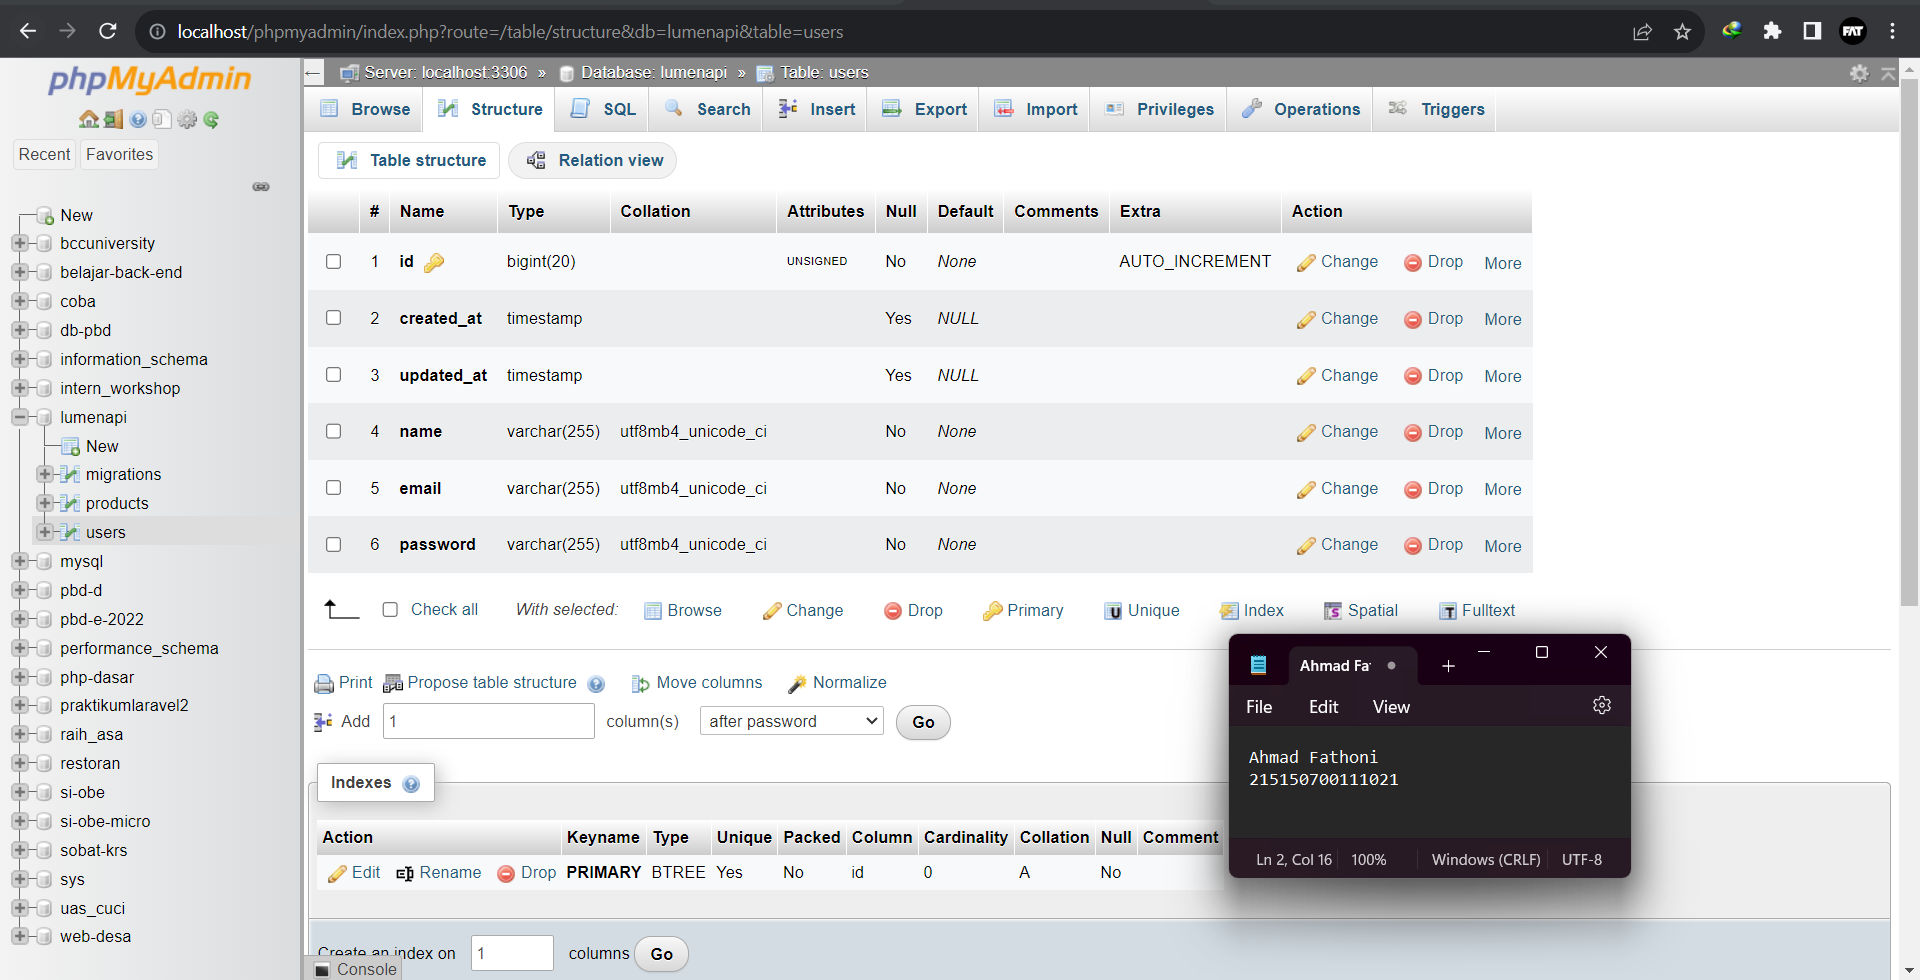 localhost/phpmyadmin/index.php?route=/table/structure&db=lumenapi&table=users
FAT
phpMyAdmin
Recent Favorites
New
bccuniversity
belajar-back-end
coba
db-pbd
information_schema
intern_workshop
lumenapi
New
migrations
products
users
mysql
pbd-d
pbd-e-2022
performance_schema
php-dasar
praktikumlaravel2
raih_asa
restoran
si-obe
si-obe-micro
sobat-krs
sys
uas_cuci
web-desa
Server: localhost:3306 » Database: lumenapi » Table: users
Browse Structure SQL Search Insert Export Import Privileges Operations Triggers
Table structure Relation view
# Name Type Collation Attributes Null Default Comments Extra Action
1 id bigint(20) UNSIGNED No None AUTO_INCREMENT Change Drop More
2 created_at timestamp Yes NULL Change Drop More
3 updated_at timestamp Yes NULL Change Drop More
4 name varchar(255) utf8mb4_unicode_ci No None Change Drop More
5 email varchar(255) utf8mb4_unicode_ci No None Change Drop More
6 password varchar(255) utf8mb4_unicode_ci No None Change Drop More
Check all With selected: Browse Change Drop Primary Unique Index Spatial Fulltext
Print Propose table structure Move columns Normalize
Add 1 column(s) after password Go
Indexes
Action Keyname Type Unique Packed Column Cardinality Collation Null Comment
Edit Rename Drop PRIMARY BTREE Yes No id 0 A No
Create an index on 1 columns Go
Console
Ahmad Fa
File Edit View
Ahmad Fathoni
215150700111021
Ln 2, Col 16 100% Windows (CRLF) UTF-8